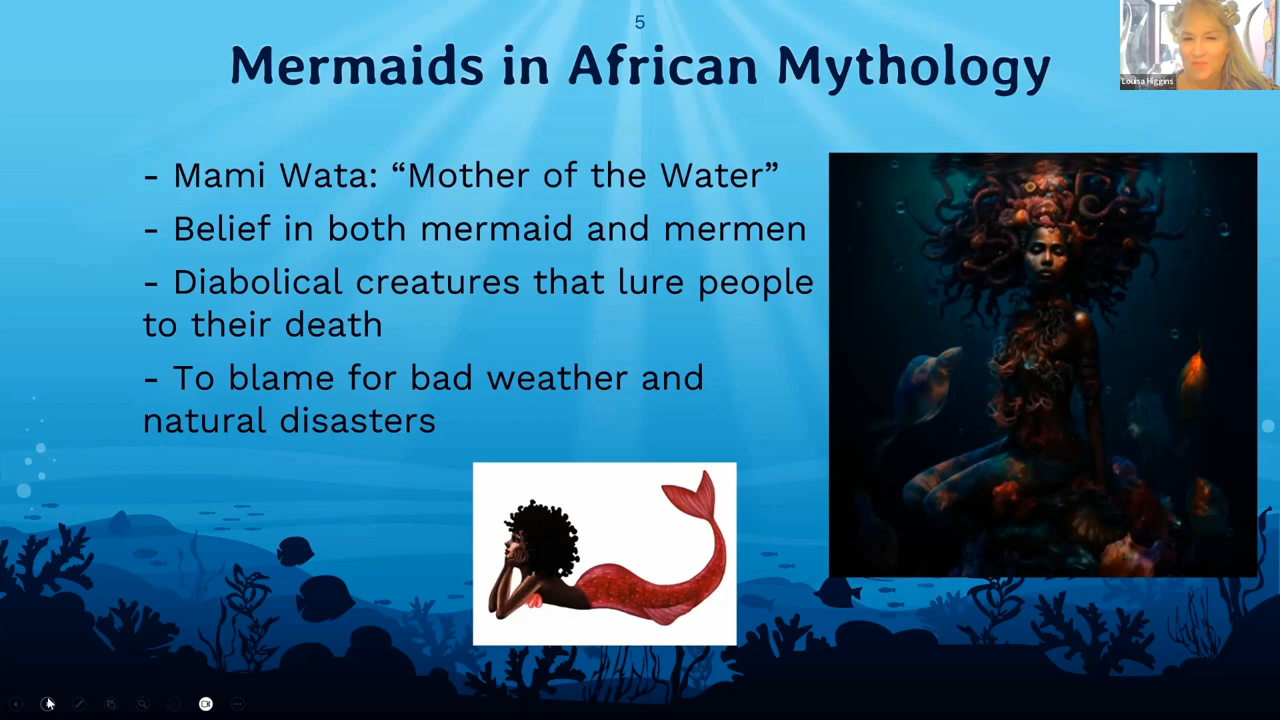 5
Mermaids in African Mythology
Louisa Higgins
- Mami Wata: “Mother of the Water”
- Belief in both mermaid and mermen
- Diabolical creatures that lure people
to their death
- To blame for bad weather and
natural disasters